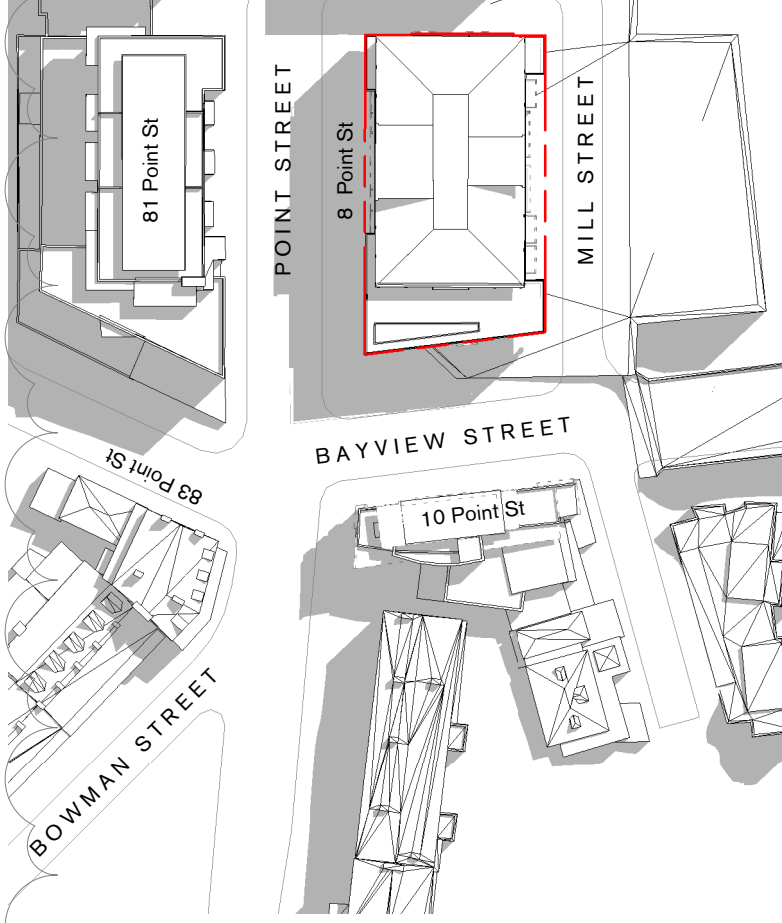 81 Point St
POINT STREET
8 Point St
MILL STREET
BAYVIEW STREET
83 Point St
10 Point St
BOWMAN STREET